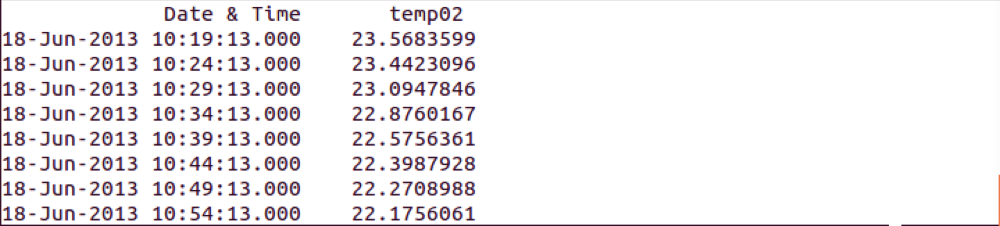 Date & Time temp02
18-Jun-2013 10:19:13.000 23.5683599
18-Jun-2013 10:24:13.000 23.4423096
18-Jun-2013 10:29:13.000 23.0947846
18-Jun-2013 10:34:13.000 22.8760167
18-Jun-2013 10:39:13.000 22.5756361
18-Jun-2013 10:44:13.000 22.3987928
18-Jun-2013 10:49:13.000 22.2708988
18-Jun-2013 10:54:13.000 22.1756061